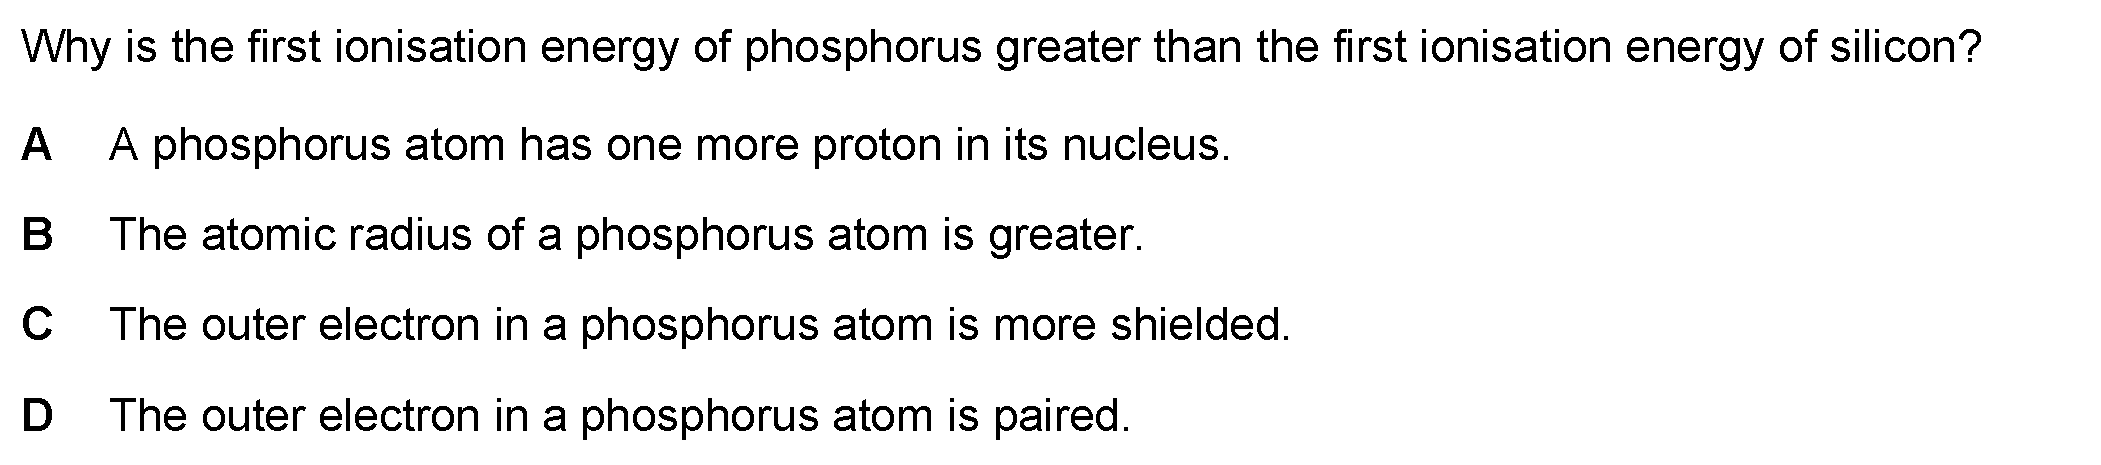 Why is the first ionisation energy of phosphorus greater than the first ionisation energy of silicon?
A A phosphorus atom has one more proton in its nucleus.
B The atomic radius of a phosphorus atom is greater.
C The outer electron in a phosphorus atom is more shielded.
D The outer electron in a phosphorus atom is paired.